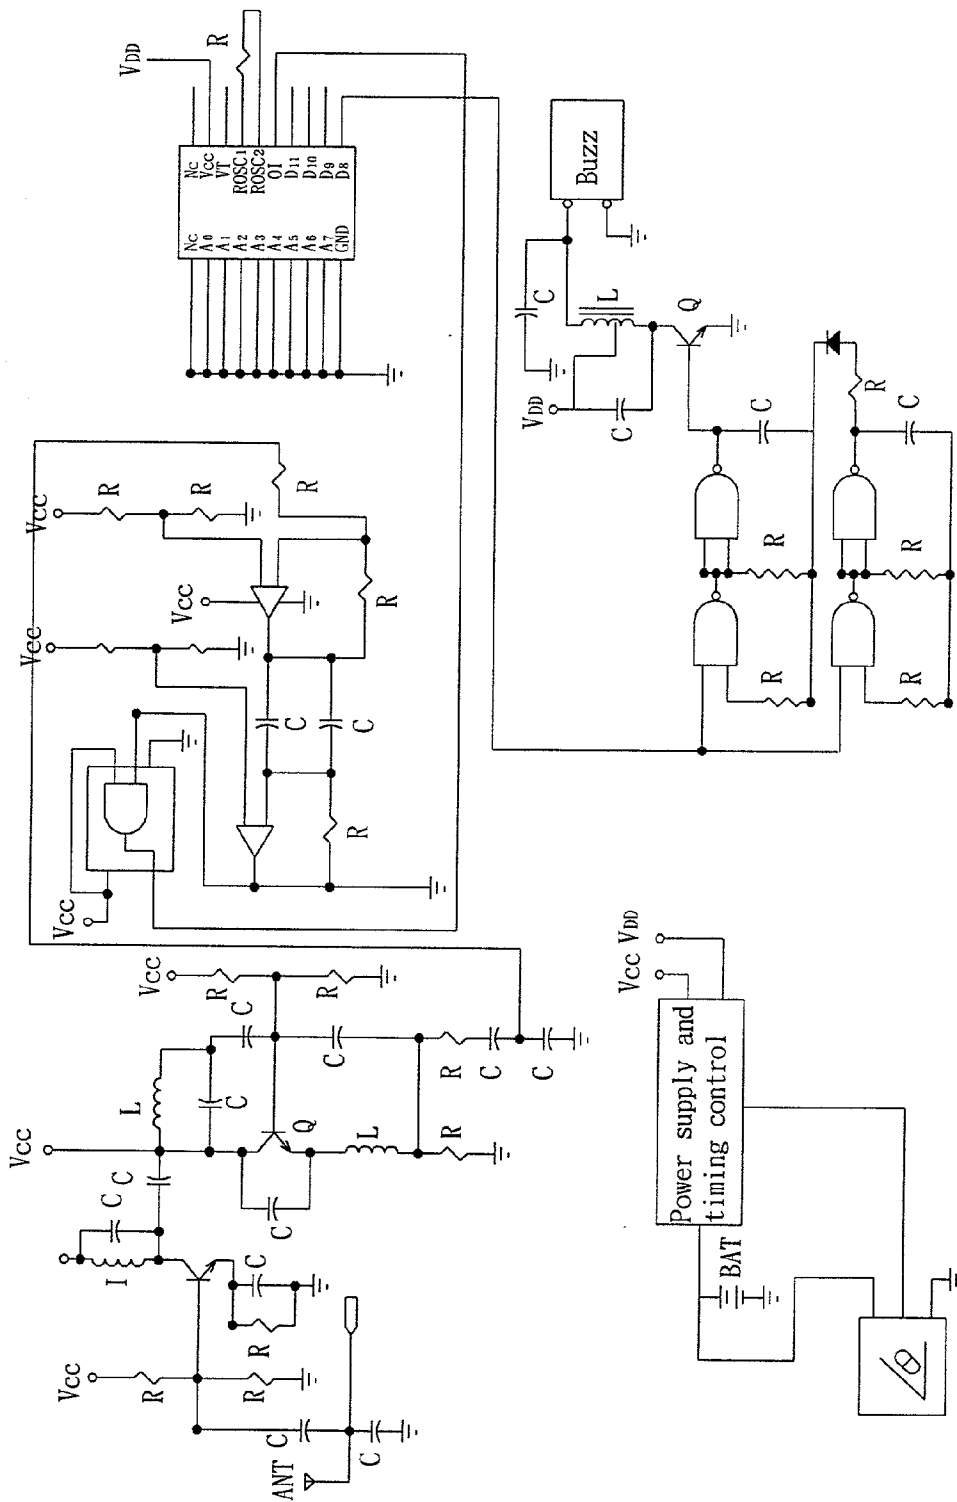 Vcc
R
R
C
ANT
C
I
C
C
R
C
Vcc
L
C
C
C
Q
C
L
R
R
C
C
Vcc
R
R
Vcc
Vcc
Vcc
Vcc
R
R
R
R
C
C
R
VDD
R
Nc
A0
A1
A2
A3
A4
A5
A6
A7
GND
Nc
Vcc
VT
ROSC1
ROSC2
OI
D11
D10
D9
D8
C
VDD
C
L
Q
Buzz
R
R
C
R
R
C
R
Vcc VDD
Power supply and
timing control
BAT
θ